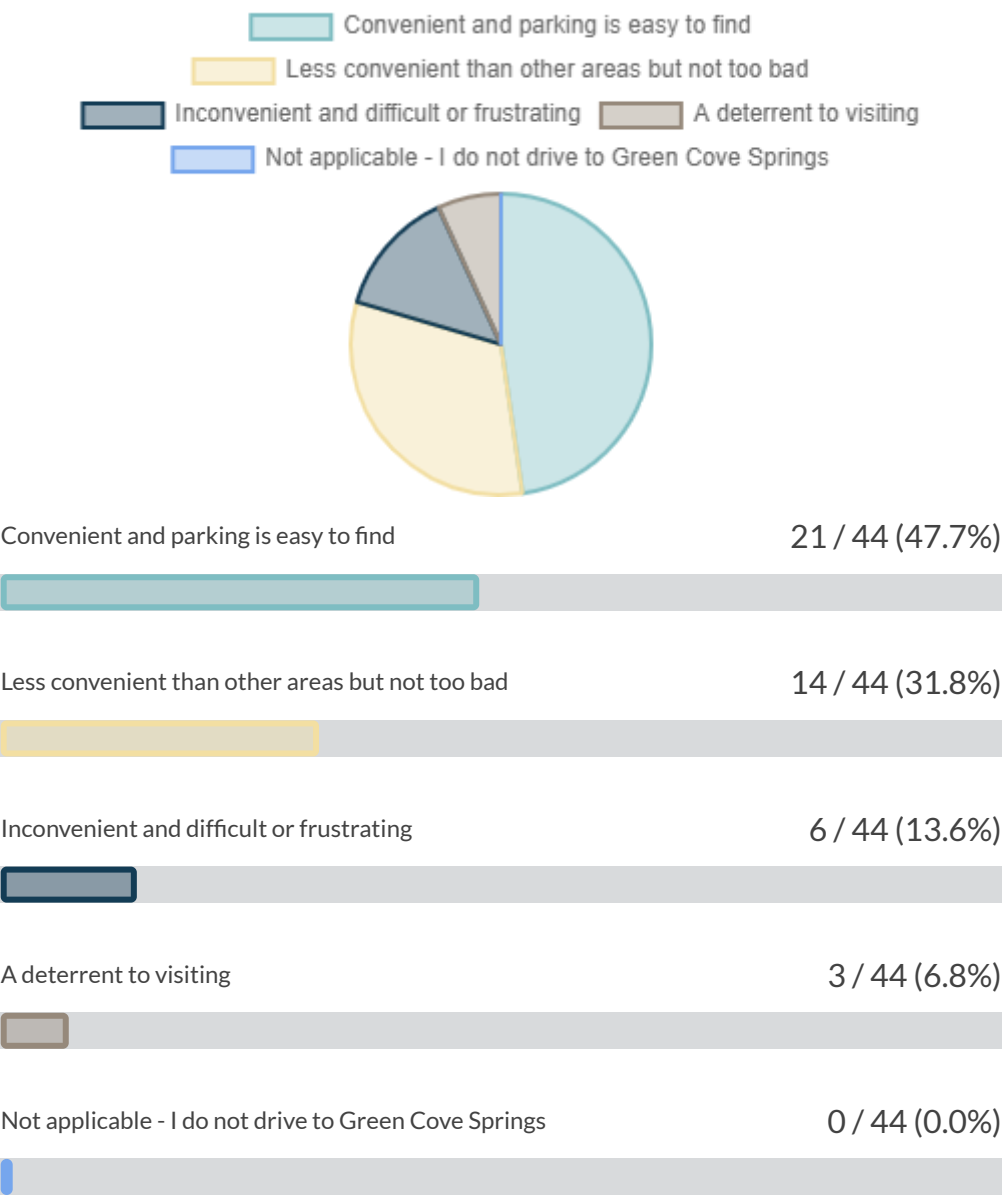 Convenient and parking is easy to find
Less convenient than other areas but not too bad
Inconvenient and difficult or frustrating A deterrent to visiting
Not applicable - I do not drive to Green Cove Springs
Convenient and parking is easy to find 21 / 44 (47.7%)
Less convenient than other areas but not too bad 14 / 44 (31.8%)
Inconvenient and difficult or frustrating 6 / 44 (13.6%)
A deterrent to visiting 3 / 44 (6.8%)
Not applicable - I do not drive to Green Cove Springs 0 / 44 (0.0%)